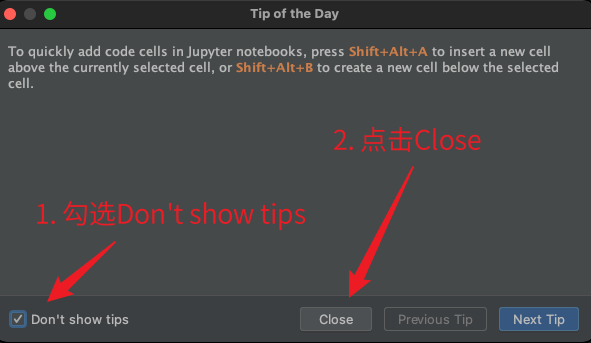 Tip of the Day
To quickly add code cells in Jupyter notebooks, press Shift+Alt+A to insert a new cell
above the currently selected cell, or Shift+Alt+B to create a new cell below the selected
cell.
2. 点击Close
1. 勾选Don't show tips
Don't show tips
Close
Previous Tip
Next Tip